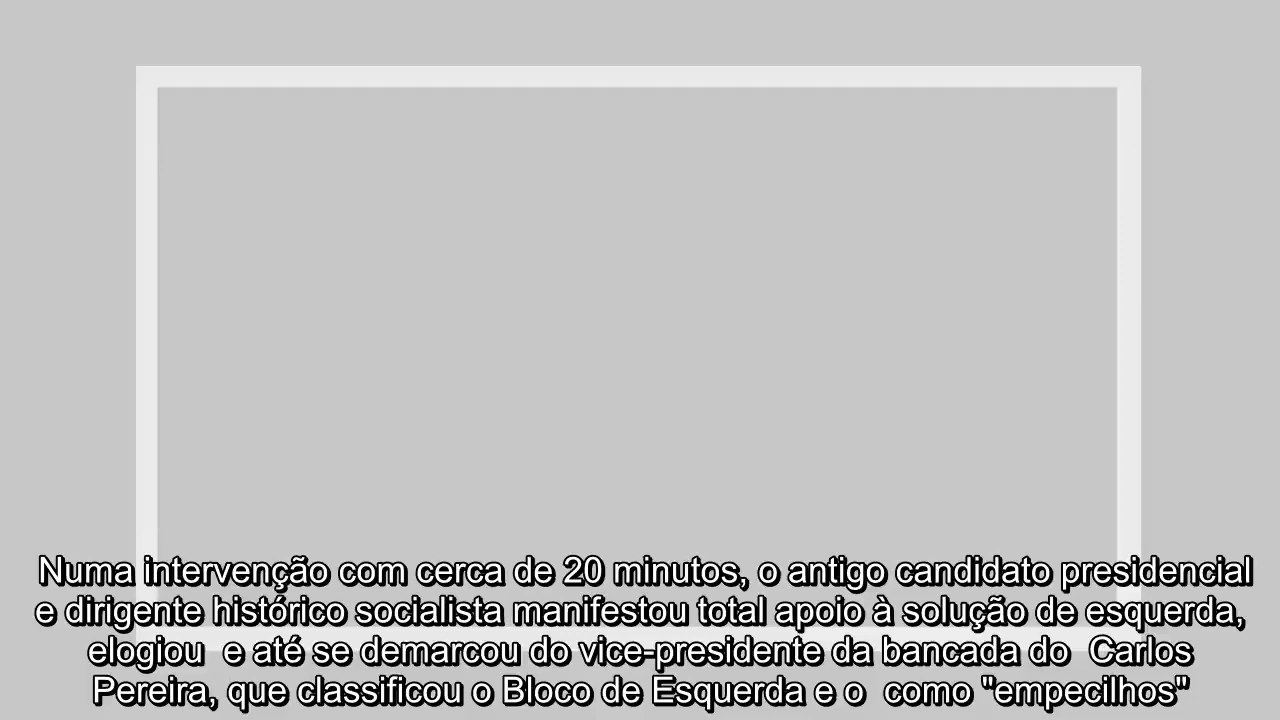 Numa intervenção com cerca de 20 minutos, o antigo candidato presidencial
e dirigente histórico socialista manifestou total apoio à solução de esquerda,
elogiou  e até se demarcou do vice-presidente da bancada do  Carlos
Pereira, que classificou o Bloco de Esquerda e o  como "empecilhos"